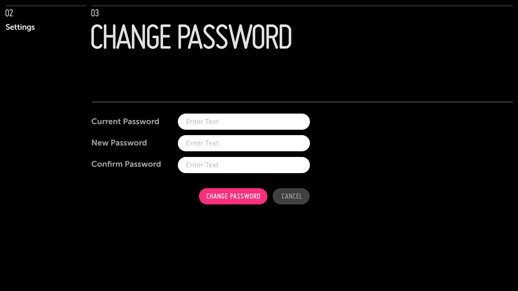 02
Settings
03
CHANGE PASSWORD
Current Password
Enter Text
New Password
Enter Text
Confirm Password
Enter Text
CHANGE PASSWORD
CANCEL